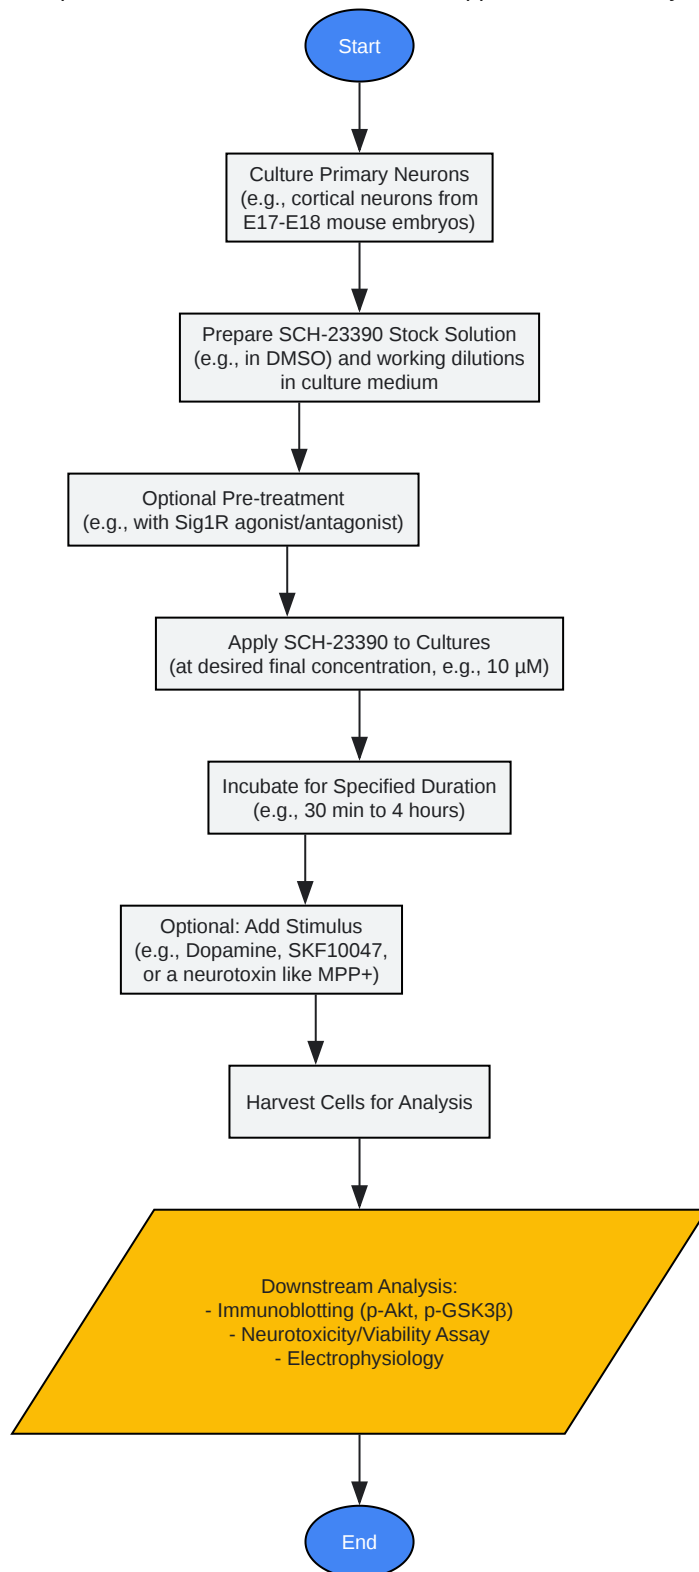 Start
Culture Primary Neurons
(e.g., cortical neurons from
E17-E18 mouse embryos)
Prepare SCH-23390 Stock Solution
(e.g., in DMSO) and working dilutions
in culture medium
Optional Pre-treatment
(e.g., with Sig1R agonist/antagonist)
Apply SCH-23390 to Cultures
(at desired final concentration, e.g., 10 µM)
Incubate for Specified Duration
(e.g., 30 min to 4 hours)
Optional: Add Stimulus
(e.g., Dopamine, SKF10047,
or a neurotoxin like MPP+)
Harvest Cells for Analysis
Downstream Analysis:
- Immunoblotting (p-Akt, p-GSK3β)
- Neurotoxicity/Viability Assay
- Electrophysiology
End